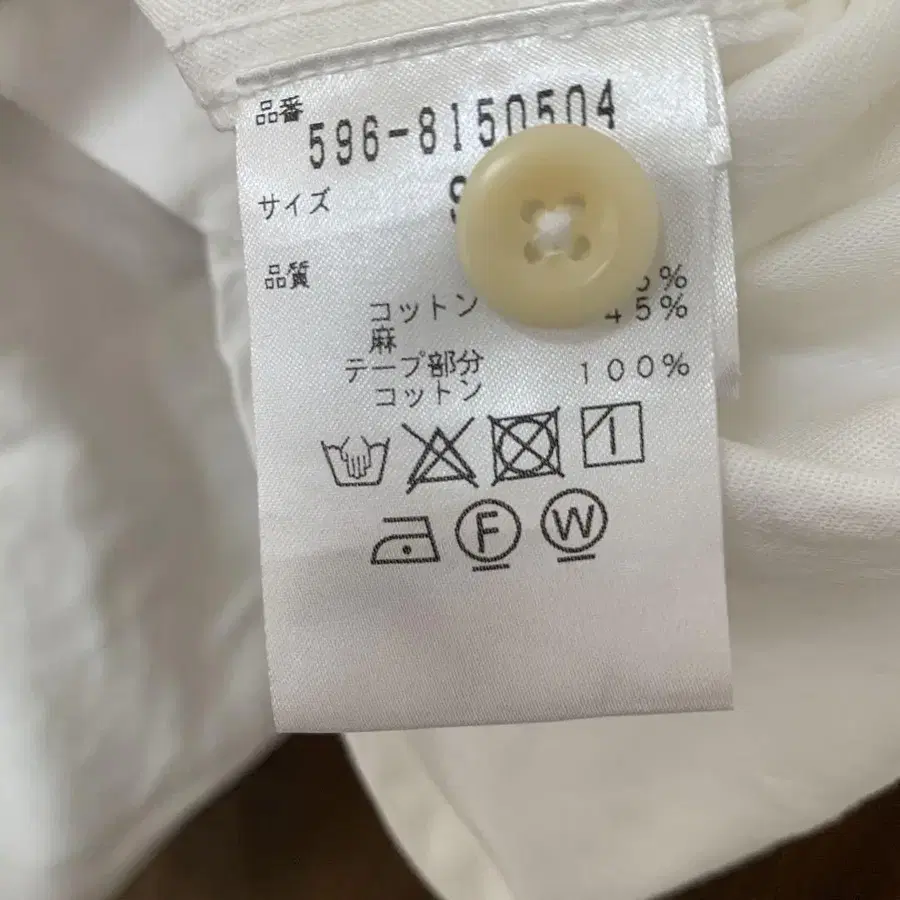 品番
596-8150504
サイズ
品質
コットン
麻 45%
テープ部分
コットン 100%
F W